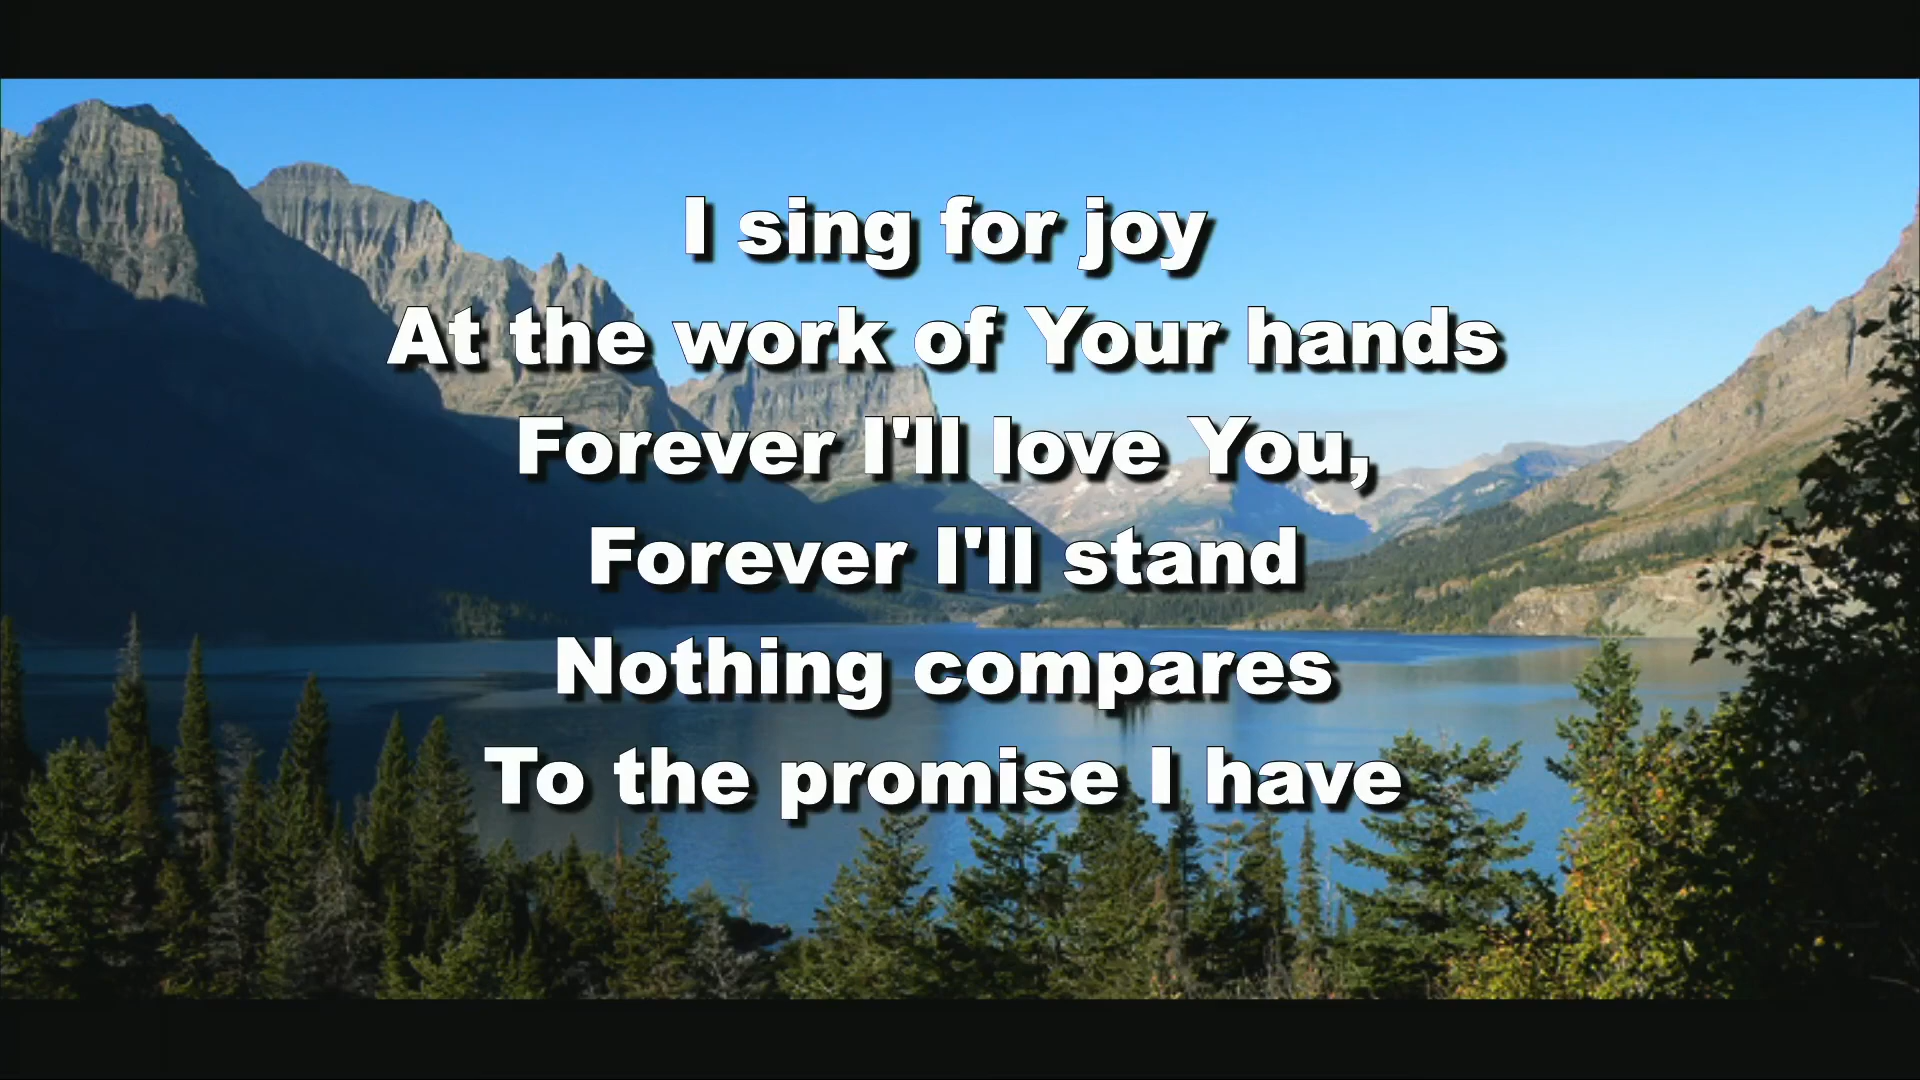 I sing for joy
At the work of Your hands
Forever I'll love You,
Forever I'll stand
Nothing compares
To the promise I have